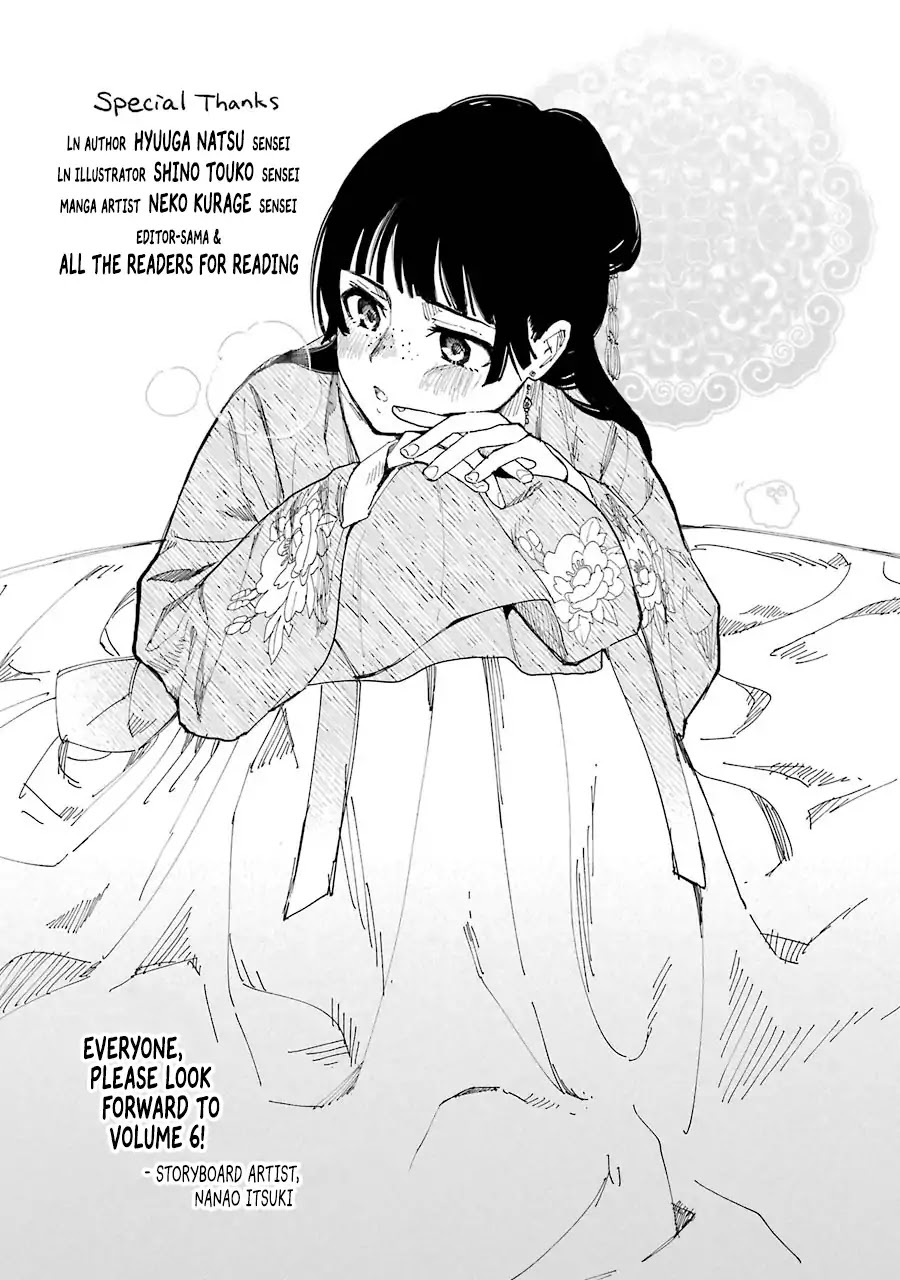 Special Thanks
LN AUTHOR HYUUGA NATSU SENSEI
LN ILLUSTRATOR SHINO TOUKO SENSEI
MANGA ARTIST NEKO KURAGE SENSEI
EDITOR-SAMA &
ALL THE READERS FOR READING
EVERYONE,
PLEASE LOOK
FORWARD TO
VOLUME 6!
- STORYBOARD ARTIST,
NANAO ITSUKI